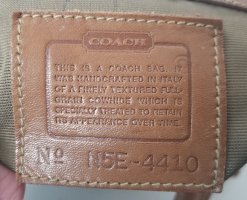 COACH
THIS IS A COACH BAG. IT
WAS HANDCRAFTED IN ITALY
OF A FINELY TEXTURED FULL-
GRAIN COWHIDE WHICH IS
SPECIALLY TREATED TO RETAIN
ITS APPEARANCE OVER TIME.
No N5E-4410